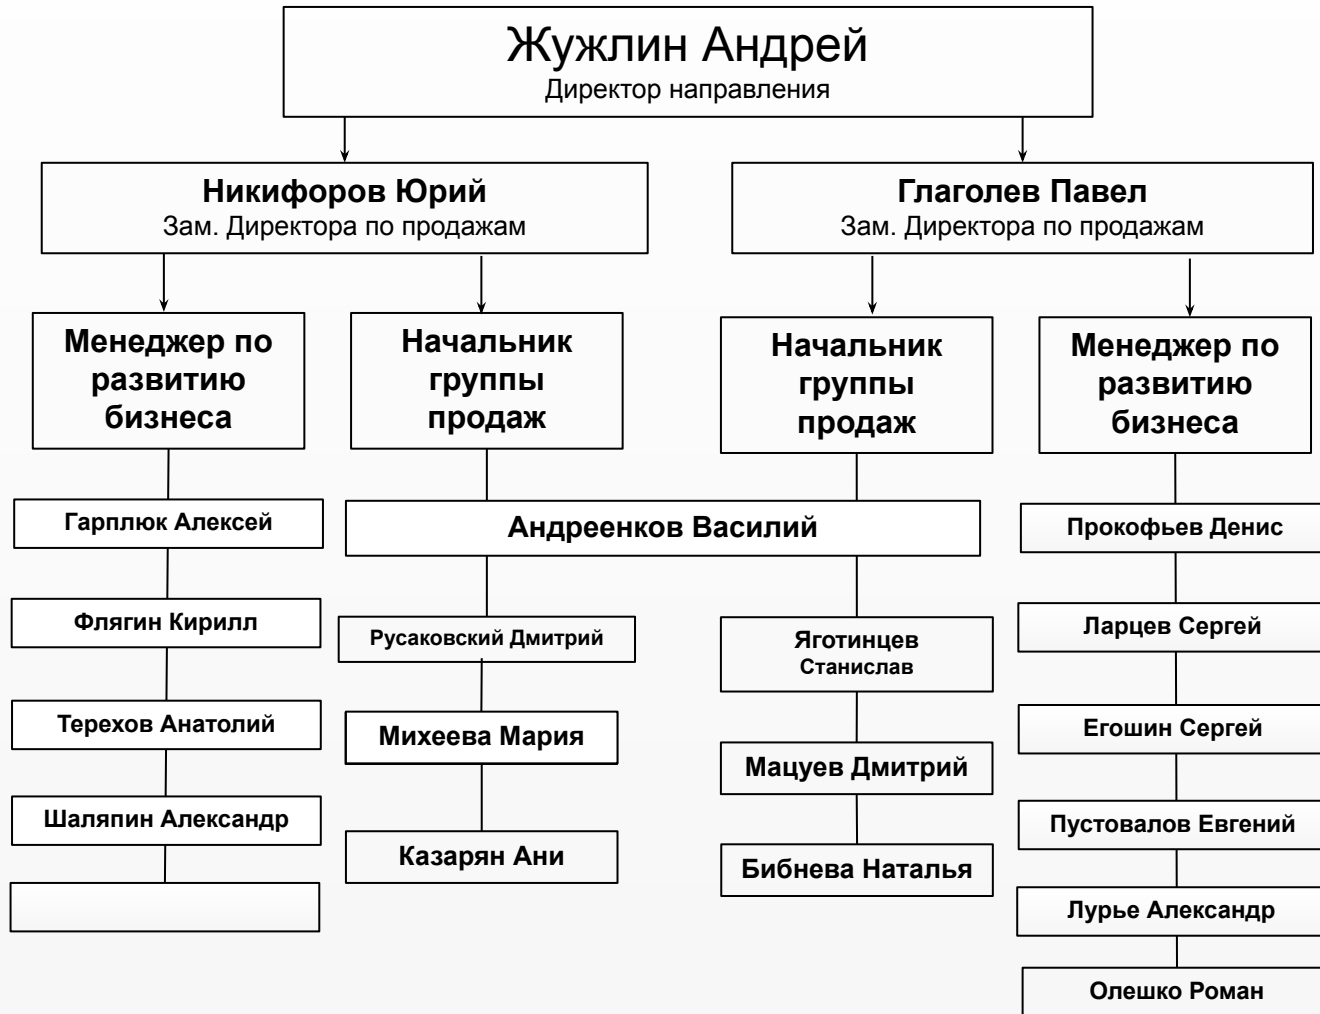 Жужлин Андрей
Директор направления
Никифоров Юрий
Зам. Директора по продажам
Глаголев Павел
Зам. Директора по продажам
Менеджер по
развитию
бизнеса
Начальник
группы
продаж
Начальник
группы
продаж
Менеджер по
развитию
бизнеса
Гарплюк Алексей
Флягин Кирилл
Терехов Анатолий
Шаляпин Александр
Андреенков Василий
Русаковский Дмитрий
Михеева Мария
Казарян Ани
Яготинцев
Станислав
Мацуев Дмитрий
Бибнева Наталья
Прокофьев Денис
Ларцев Сергей
Егошин Сергей
Пустовалов Евгений
Лурье Александр
Олешко Роман